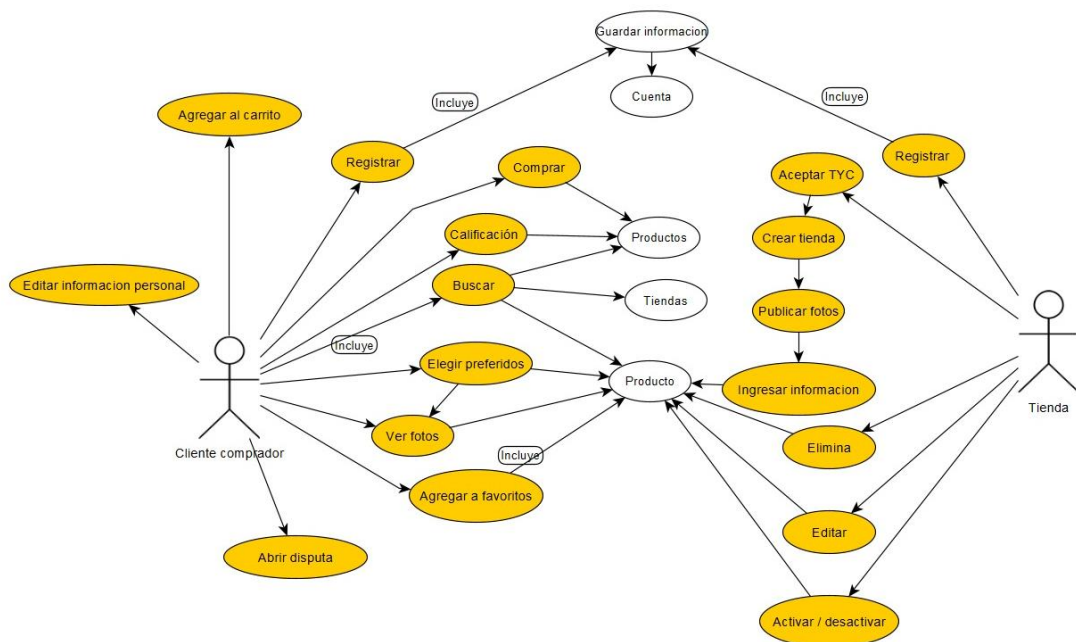 Guardar informacion
Cuenta
Incluye
Incluye
Agregar al carrito
Registrar
Comprar
Registrar
Aceptar TYC
Calificación
Productos
Crear tienda
Editar informacion personal
Buscar
Tiendas
Publicar fotos
Incluye
Elegir preferidos
Producto
Ingresar informacion
Tienda
Ver fotos
Elimina
Cliente comprador
Incluye
Agregar a favoritos
Editar
Abrir disputa
Activar / desactivar